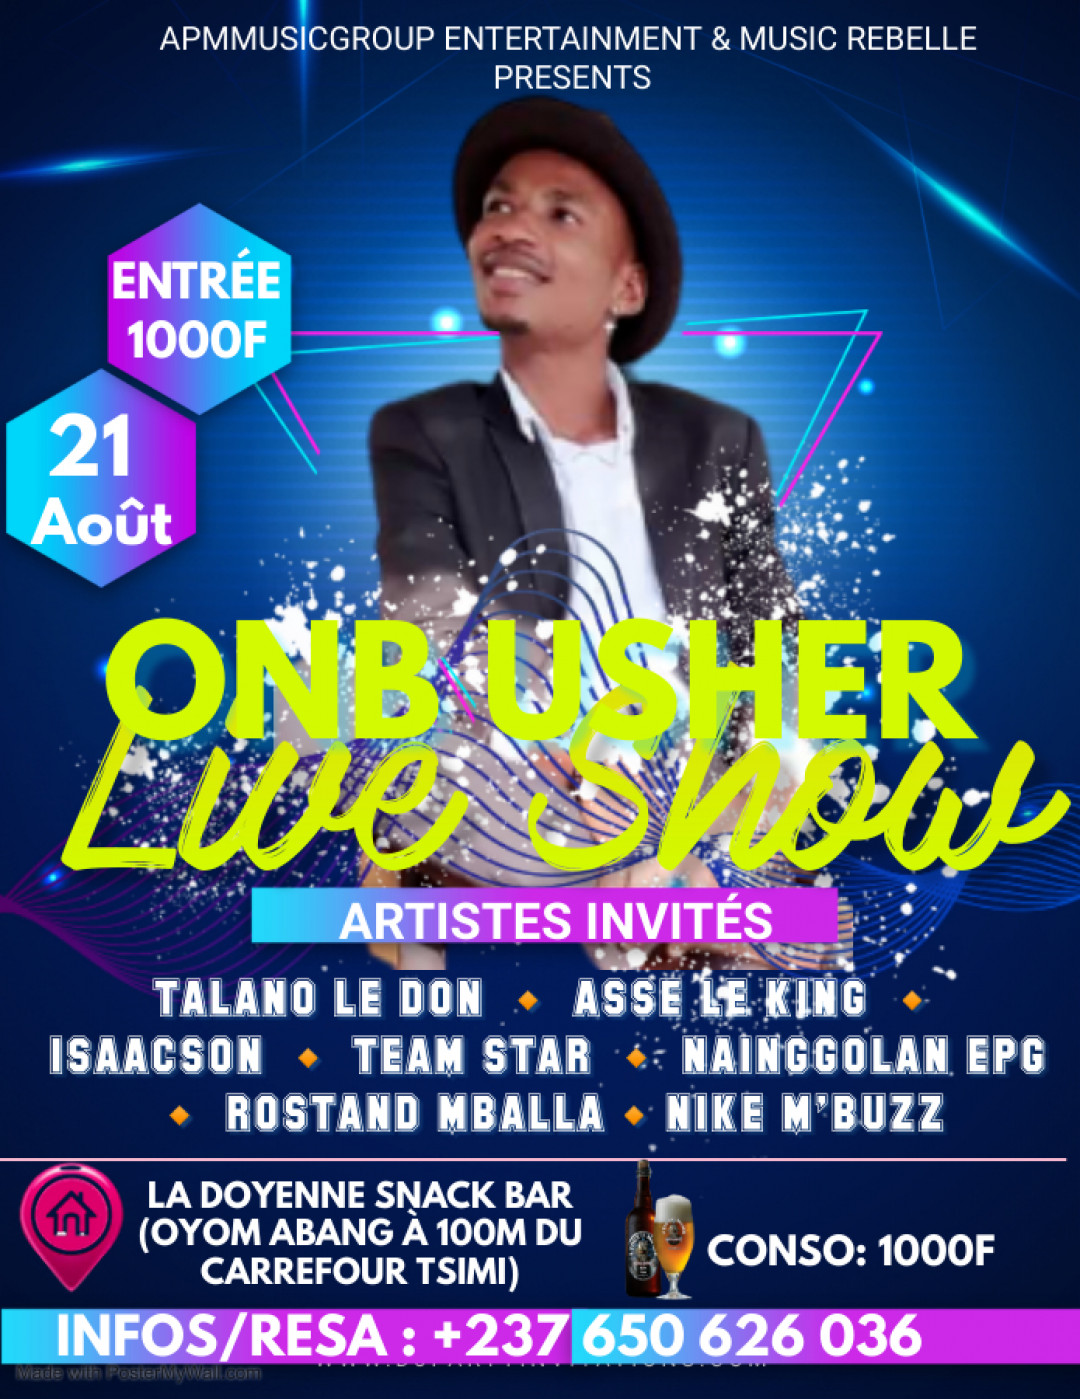 APMMUSICGROUP ENTERTAINMENT & MUSIC REBELLE
PRESENTS
ENTRÉE
1000F
21
Août
ONB USHER
Live Show
ARTISTES INVITÉS
TALANO LE DON 🔸 ASSE LE KING 🔸
ISAACSON 🔸 TEAM STAR 🔸 NAINGGOLAN EPG
🔸 ROSTAND MBALLA 🔸 NIKE M'BUZZ
LA DOYENNE SNACK BAR
(OYOM ABANG À 100M DU
CARREFOUR TSIMI)
CONSO: 1000F
INFOS/RESA : +237 650 626 036
Made with PosterMyWall.com